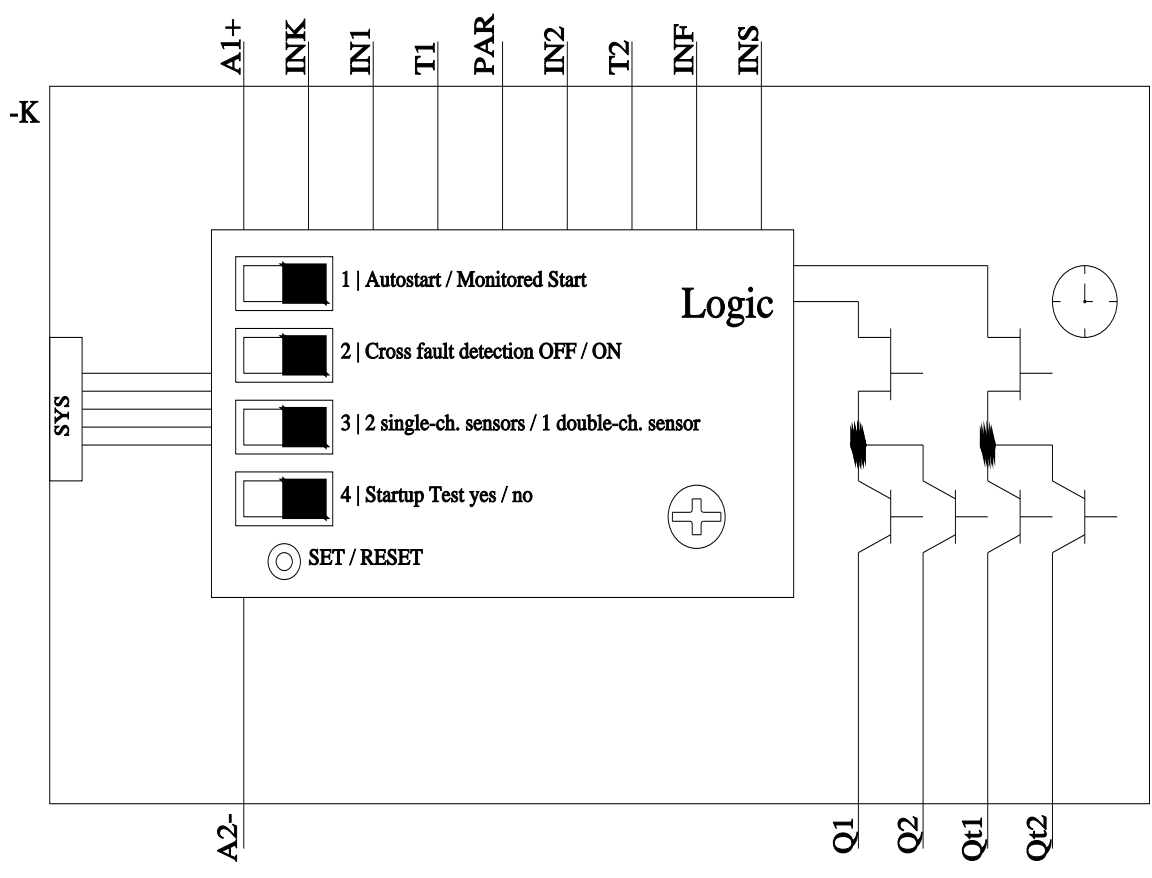 A1+
INK
IN1
T1
PAR
IN2
T2
INF
INS
-K
1 | Autostart / Monitored Start
Logic
2 | Cross fault detection OFF / ON
SYS
3 | 2 single-ch. sensors / 1 double-ch. sensor
4 | Startup Test yes / no
SET / RESET
A2-
Q1
Q2
Qt1
Qt2